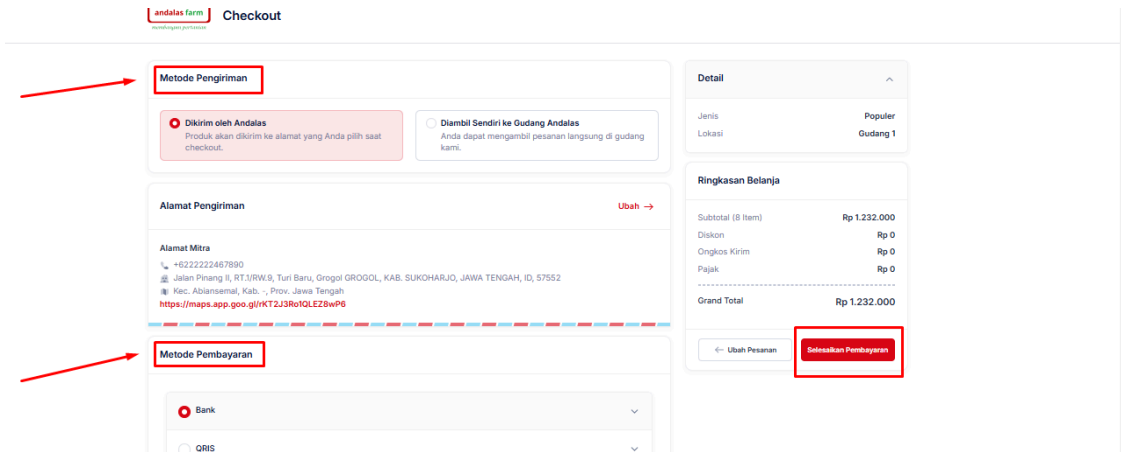 andalas farm
Checkout
Metode Pengiriman
Dikirim oleh Andalas
Produk akan dikirim ke alamat yang Anda pilih saat
checkout.
Diambil Sendiri ke Gudang Andalas
Anda dapat mengambil pesanan langsung di gudang
kami.
Alamat Pengiriman
Ubah →
Alamat Mitra
+6222222467890
Jalan Pinang II, RT.1/RW.9, Turi Baru, Grogol GROGOL, KAB. SUKOHARJO, JAWA TENGAH, ID, 57552
Kec. Abiansemal, Kab. -, Prov. Jawa Tengah
https://maps.app.goo.gl/rKT2J3Ro1QLEZ8wP6
Metode Pembayaran
Bank
QRIS
Detail
Jenis Populer
Lokasi Gudang 1
Ringkasan Belanja
Subtotal (8 Item) Rp 1.232.000
Diskon Rp 0
Ongkos Kirim Rp 0
Pajak Rp 0
Grand Total Rp 1.232.000
← Ubah Pesanan
Selesaikan Pembayaran